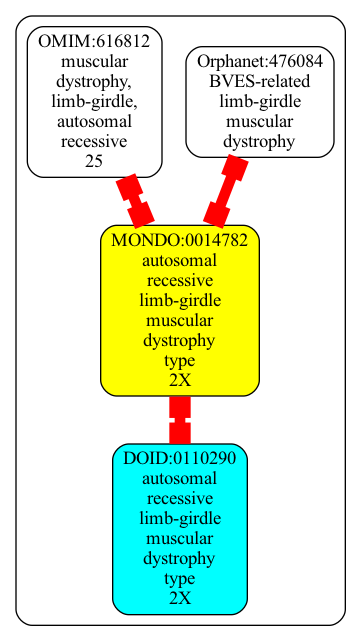 OMIM:616812
muscular
dystrophy,
limb-girdle,
autosomal
recessive
25
Orphanet:476084
BVES-related
limb-girdle
muscular
dystrophy
MONDO:0014782
autosomal
recessive
limb-girdle
muscular
dystrophy
type
2X
DOID:0110290
autosomal
recessive
limb-girdle
muscular
dystrophy
type
2X